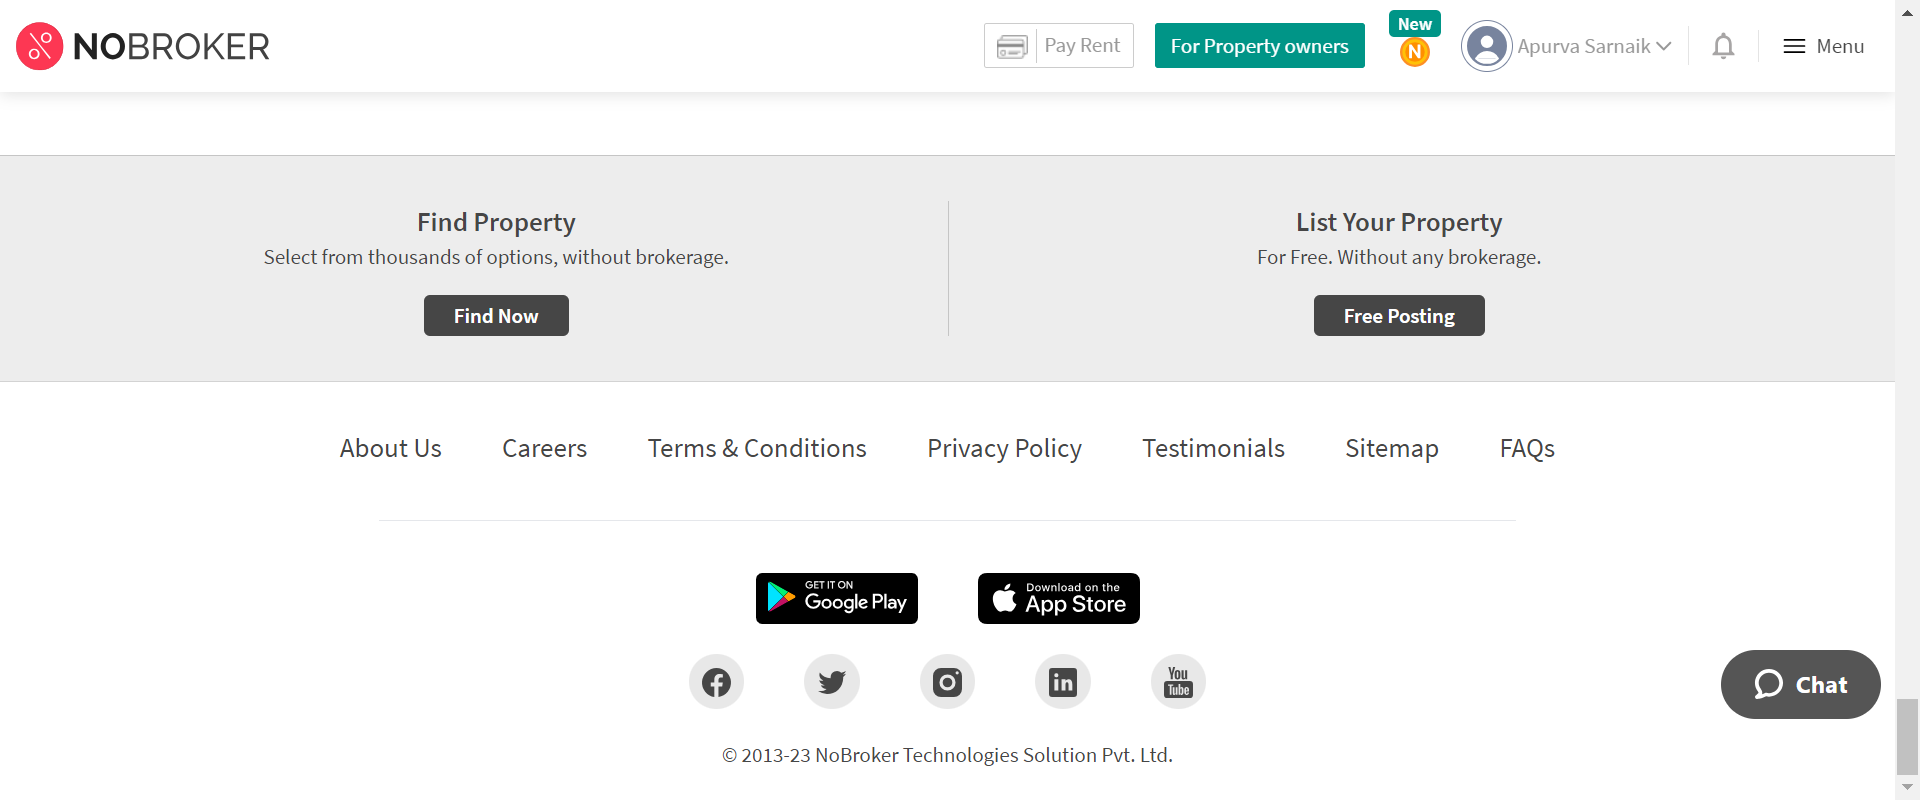 NOBROKER
Pay Rent
For Property owners
New
N
Apurva Sarnaik
Menu
Find Property
Select from thousands of options, without brokerage.
Find Now
List Your Property
For Free. Without any brokerage.
Free Posting
About Us Careers Terms & Conditions Privacy Policy Testimonials Sitemap FAQs
GET IT ON
Google Play
Download on the
App Store
in
You
Tube
Chat
© 2013-23 NoBroker Technologies Solution Pvt. Ltd.